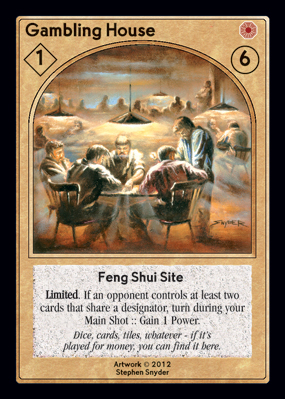 Gambling House
1
6
SNYDER
Feng Shui Site
Limited. If an opponent controls at least two
cards that share a designator, turn during your
Main Shot :: Gain 1 Power.
Dice, cards, tiles, whatever - if it's
played for money, you can find it here.
Artwork © 2012
Stephen Snyder